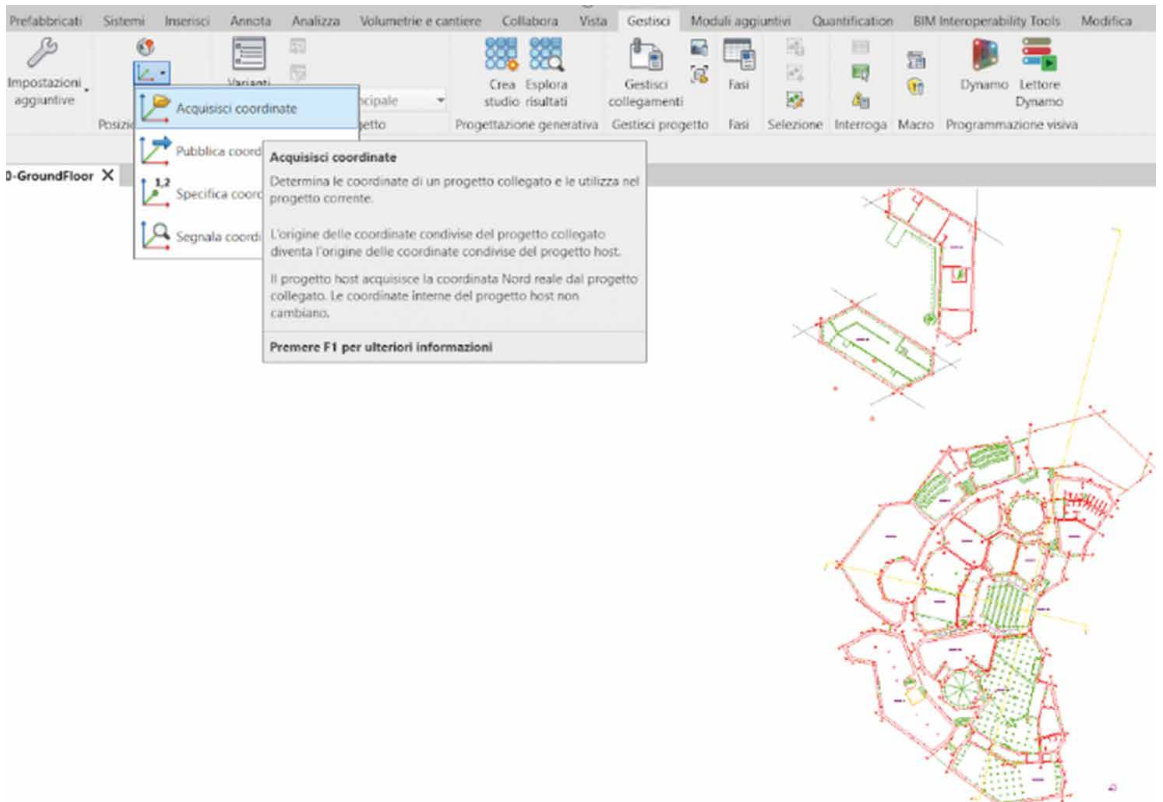 Prefabbricati Sistemi Inserisci Annota Analizza Volumetrie e cantiere Collabora Vista Gestisci Moduli aggiuntivi Quantification BIM Interoperability Tools Modifica
Impostazioni aggiuntive
Varianti
Crea studio
Esplora risultati
Gestisci collegamenti
Fasi
Dynamo
Lettore Dynamo
Progettazione generativa Gestisci progetto Fasi Selezione Interroga Macro Programmazione visiva
0-GroundFloor X
Acquisisci coordinate
Pubblica coord
1,2
Specifica coord
Segnala coordi
Acquisisci coordinate
Determina le coordinate di un progetto collegato e le utilizza nel
progetto corrente.
L'origine delle coordinate condivise del progetto collegato
diventa l'origine delle coordinate condivise del progetto host.
Il progetto host acquisisce la coordinata Nord reale dal progetto
collegato. Le coordinate interne del progetto host non
cambiano.
Premere F1 per ulteriori informazioni